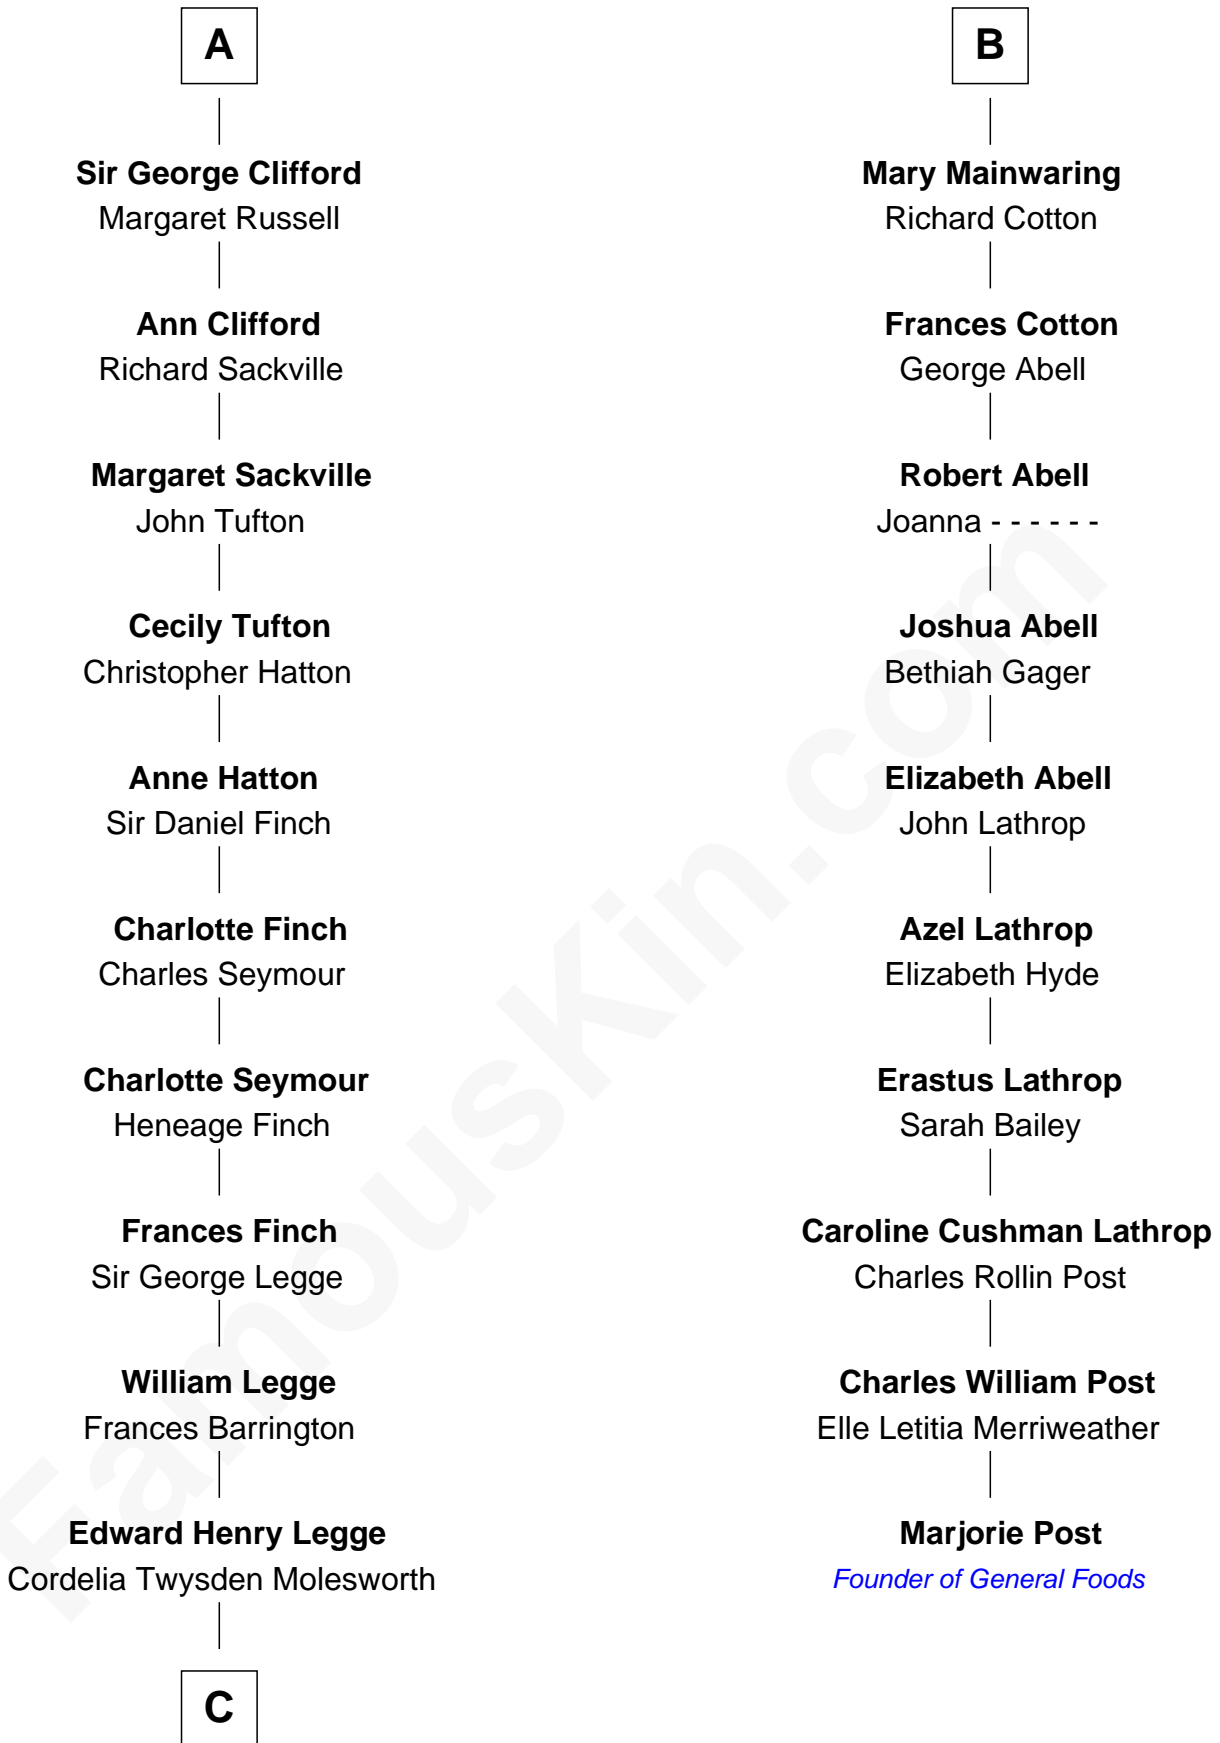 A
Sir George Clifford
Margaret Russell
Ann Clifford
Richard Sackville
Margaret Sackville
John Tufton
Cecily Tufton
Christopher Hatton
Anne Hatton
Sir Daniel Finch
Charlotte Finch
Charles Seymour
Charlotte Seymour
Heneage Finch
Frances Finch
Sir George Legge
William Legge
Frances Barrington
Edward Henry Legge
Cordelia Twysden Molesworth
C
B
Mary Mainwaring
Richard Cotton
Frances Cotton
George Abell
Robert Abell
Joanna - - - - - -
Joshua Abell
Bethiah Gager
Elizabeth Abell
John Lathrop
Azel Lathrop
Elizabeth Hyde
Erastus Lathrop
Sarah Bailey
Caroline Cushman Lathrop
Charles Rollin Post
Charles William Post
Elle Letitia Merriweather
Marjorie Post
Founder of General Foods
FamousKin.com